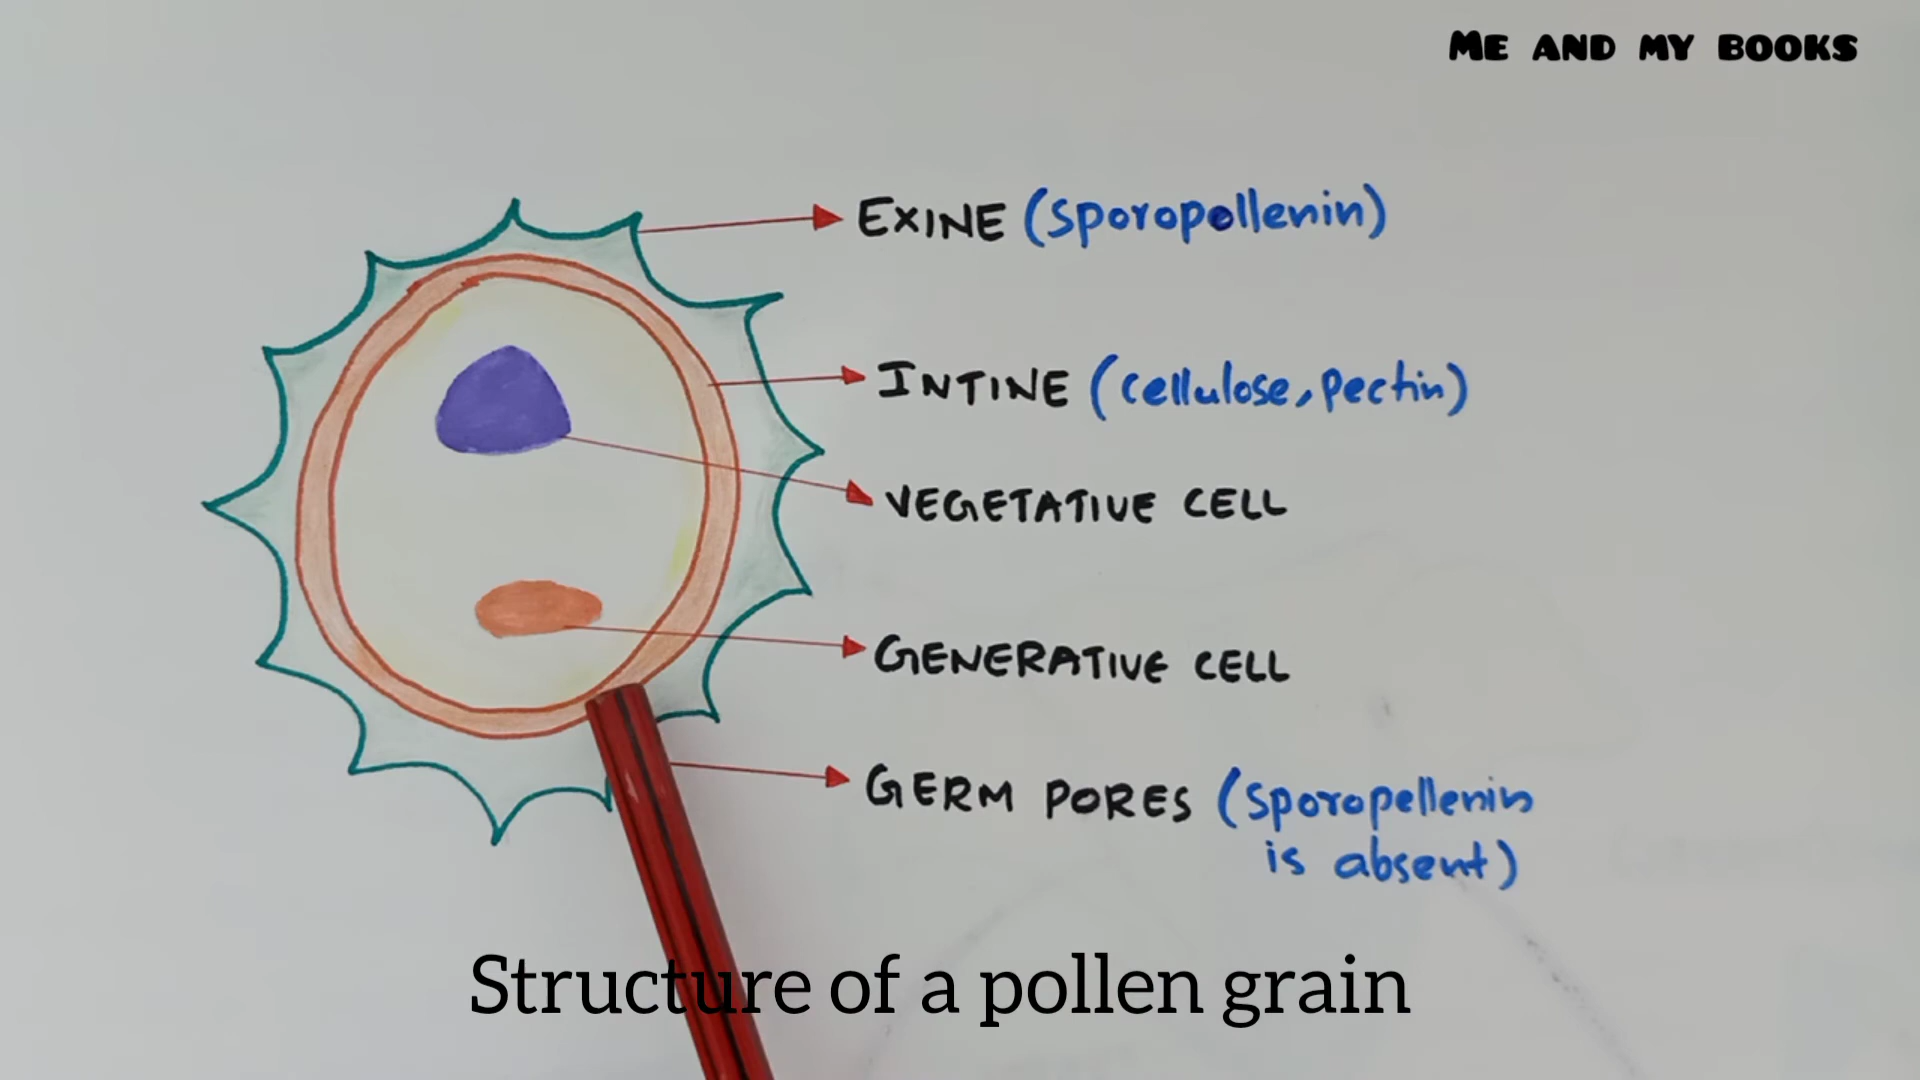 ME AND MY BOOKS
EXINE (sporopollenin)
INTINE (cellulose, pectin)
VEGETATIVE CELL
GENERATIVE CELL
GERM PORES (sporopellenin
is absent)
Structure of a pollen grain